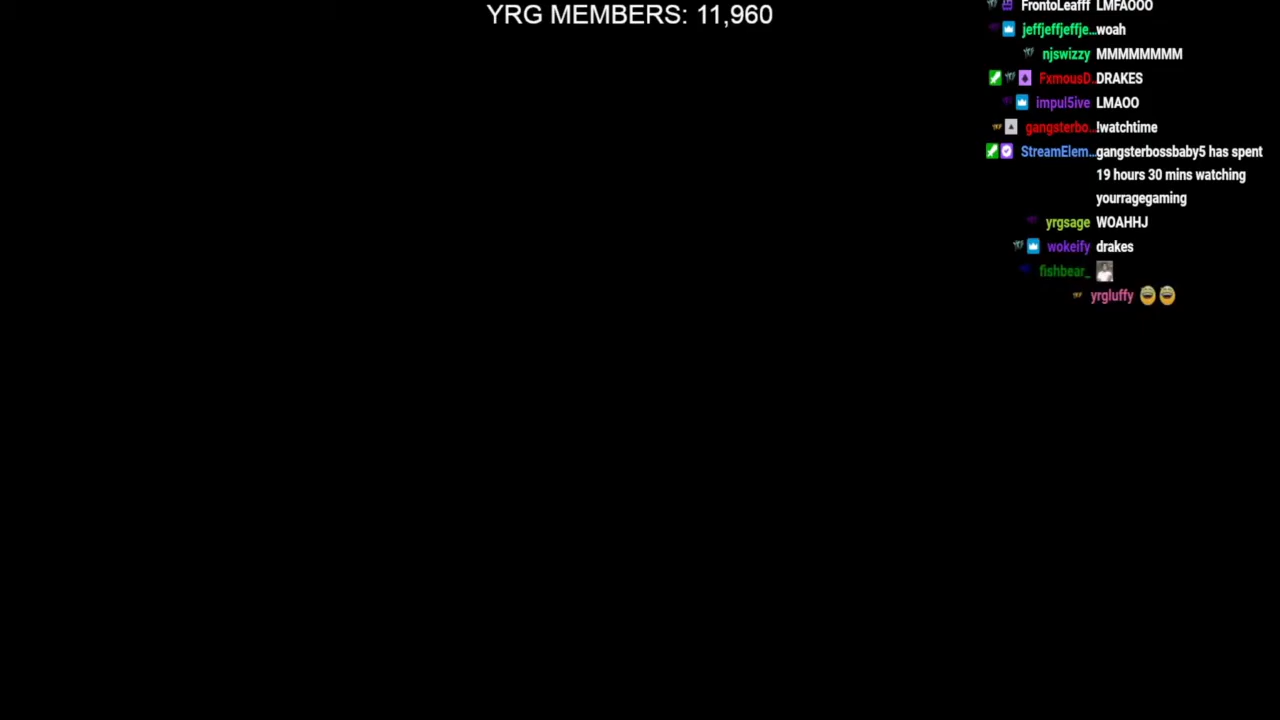 YRG MEMBERS: 11,960
FrontoLeafff LMFAOOO
jeffjeffjeffje... woah
njswizzy MMMMMMMM
FxmousD... DRAKES
impul5ive LMAOO
gangsterbo... !watchtime
StreamElem... gangsterbossbaby5 has spent
19 hours 30 mins watching
yourragegaming
yrgsage WOAHHJ
wokeify drakes
fishbear_
yrgluffy